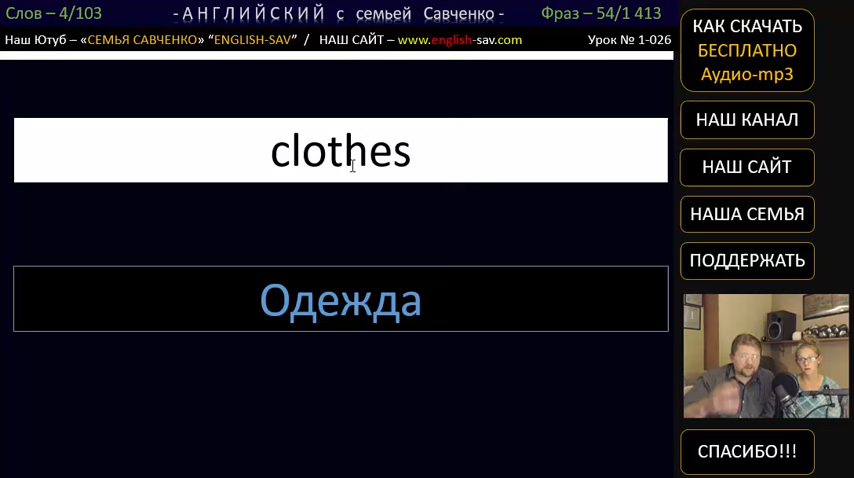 Слов – 4/103
- АНГЛИЙСКИЙ с семьей Савченко -
Фраз – 54/1 413
Наш Ютуб – «СЕМЬЯ САВЧЕНКО» “ENGLISH-SAV” / НАШ САЙТ – www.english-sav.com
Урок № 1-026
clothes
Одежда
КАК СКАЧАТЬ
БЕСПЛАТНО
Аудио-mp3
НАШ КАНАЛ
НАШ САЙТ
НАША СЕМЬЯ
ПОДДЕРЖАТЬ
СПАСИБО!!!